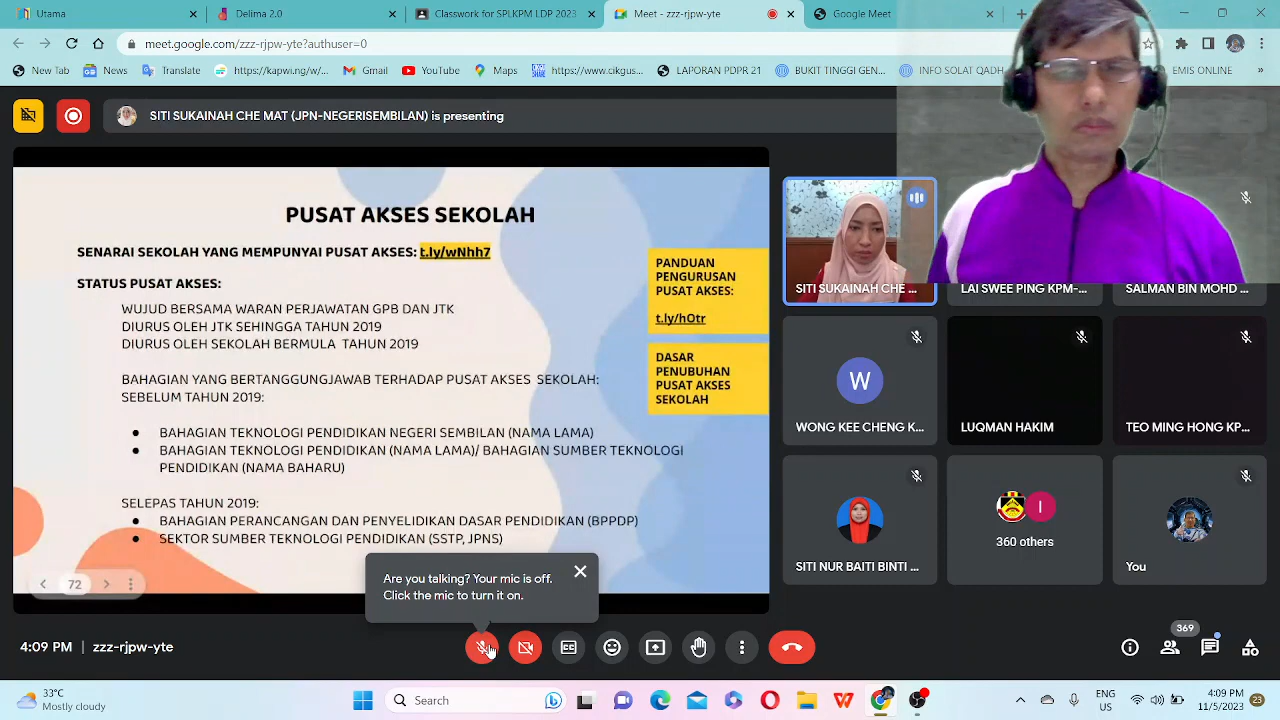 Utama
Delima 2.0
Classwork for SPLKPM LDP 2023
Meet - zzz-rjpw-yte
Google Meet
meet.google.com/zzz-rjpw-yte?authuser=0
New Tab
News
Translate
https://kapwing.com/w...
Gmail
YouTube
Maps
https://www.cikgus...
LAPORAN PDPR 21
BUKIT TINGGI GEN...
INFO SOLAT QADH
EMIS ONLINE
SITI SUKAINAH CHE MAT (JPN-NEGERISEMBILAN) is presenting
PUSAT AKSES SEKOLAH
SENARAI SEKOLAH YANG MEMPUNYAI PUSAT AKSES: t.ly/wNhh7
STATUS PUSAT AKSES:
WUJUD BERSAMA WARAN PERJAWATAN GPB DAN JTK
DIURUS OLEH JTK SEHINGGA TAHUN 2019
DIURUS OLEH SEKOLAH BERMULA TAHUN 2019
BAHAGIAN YANG BERTANGGUNGJAWAB TERHADAP PUSAT AKSES SEKOLAH:
SEBELUM TAHUN 2019:
● BAHAGIAN TEKNOLOGI PENDIDIKAN NEGERI SEMBILAN (NAMA LAMA)
● BAHAGIAN TEKNOLOGI PENDIDIKAN (NAMA LAMA)/ BAHAGIAN SUMBER TEKNOLOGI
PENDIDIKAN (NAMA BAHARU)
SELEPAS TAHUN 2019:
● BAHAGIAN PERANCANGAN DAN PENYELIDIKAN DASAR PENDIDIKAN (BPPDP)
● SEKTOR SUMBER TEKNOLOGI PENDIDIKAN (SSTP, JPNS)
PANDUAN
PENGURUSAN
PUSAT AKSES:
t.ly/hOtr
DASAR
PENUBUHAN
PUSAT AKSES
SEKOLAH
72
SITI SUKAINAH CHE ...
LAI SWEE PING KPM-...
SALMAN BIN MOHD ...
W
WONG KEE CHENG K...
LUQMAN HAKIM
TEO MING HONG KP...
SITI NUR BAITI BINTI ...
I
360 others
You
Are you talking? Your mic is off.
Click the mic to turn it on.
4:09 PM
zzz-rjpw-yte
369
33°C
Mostly cloudy
Search
ENG
US
4:09 PM
11/5/2023
23